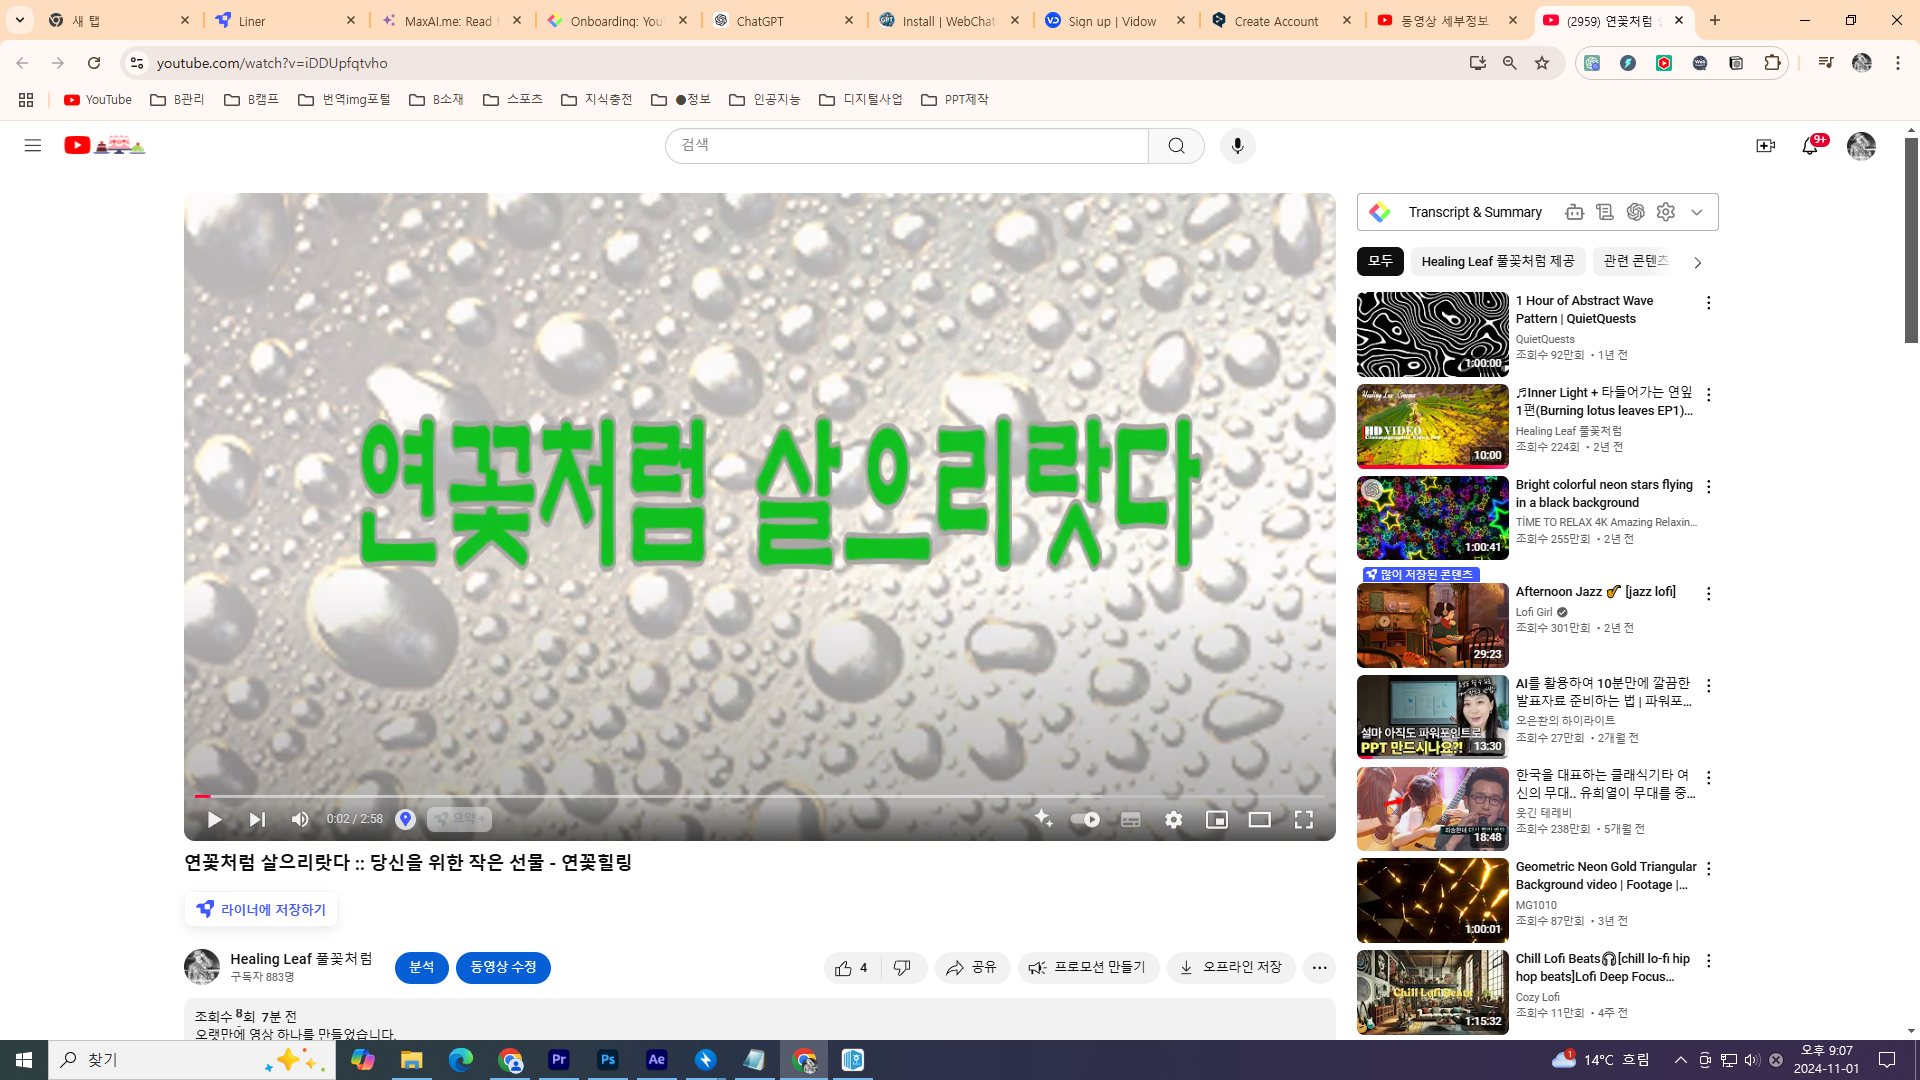 새 탭
Liner
MaxAI.me: Read f
Onboarding: YouT
ChatGPT
Install | WebChatG
Sign up | Vidow
Create Account
동영상 세부정보
(2959) 연꽃처럼
youtube.com/watch?v=iDDUpfqtvho
YouTube
B관리
B캠프
번역img포털
B소재
스포츠
지식충전
●정보
인공지능
디지털사업
PPT제작
검색
9+
연꽃처럼 살으리랏다
0:02 / 2:58
요약 +
연꽃처럼 살으리랏다 :: 당신을 위한 작은 선물 - 연꽃힐링
라이너에 저장하기
Healing Leaf 풀꽃처럼
구독자 883명
분석
동영상 수정
4
공유
프로모션 만들기
오프라인 저장
조회수 8회 7분 전
오랫만에 영상 하나를 만들었습니다.
Transcript & Summary
모두
Healing Leaf 풀꽃처럼 제공
관련 콘텐츠
1:00:00
1 Hour of Abstract Wave
Pattern | QuietQuests
QuietQuests
조회수 92만회 • 1년 전
Healing Leaf Cinema
HD VIDEO
10:00
♬Inner Light + 타들어가는 연잎
1편(Burning lotus leaves EP1)...
Healing Leaf 풀꽃처럼
조회수 224회 • 2년 전
1:00:41
Bright colorful neon stars flying
in a black background
TİME TO RELAX 4K Amazing Relaxin...
조회수 255만회 • 2년 전
많이 저장된 콘텐츠
29:23
Afternoon Jazz 🎷 [jazz lofi]
Lofi Girl
조회수 301만회 • 2년 전
설마 아직도 파워포인트로
PPT 만드시나요?!
13:30
AI를 활용하여 10분만에 깔끔한
발표자료 준비하는 법 | 파워포...
오은환의 하이라이트
조회수 27만회 • 2개월 전
18:48
한국을 대표하는 클래식기타 여
신의 무대.. 유희열이 무대를 중...
웃긴 테레비
조회수 238만회 • 5개월 전
1:00:01
Geometric Neon Gold Triangular
Background video | Footage |...
MG1010
조회수 87만회 • 3년 전
Chill Lofi Beats
1:15:32
Chill Lofi Beats🎧[chill lo-fi hip
hop beats]Lofi Deep Focus...
Cozy Lofi
조회수 11만회 • 4주 전
찾기
Pr
Ps
Ae
1
14°C 흐림
오후 9:07
2024-11-01